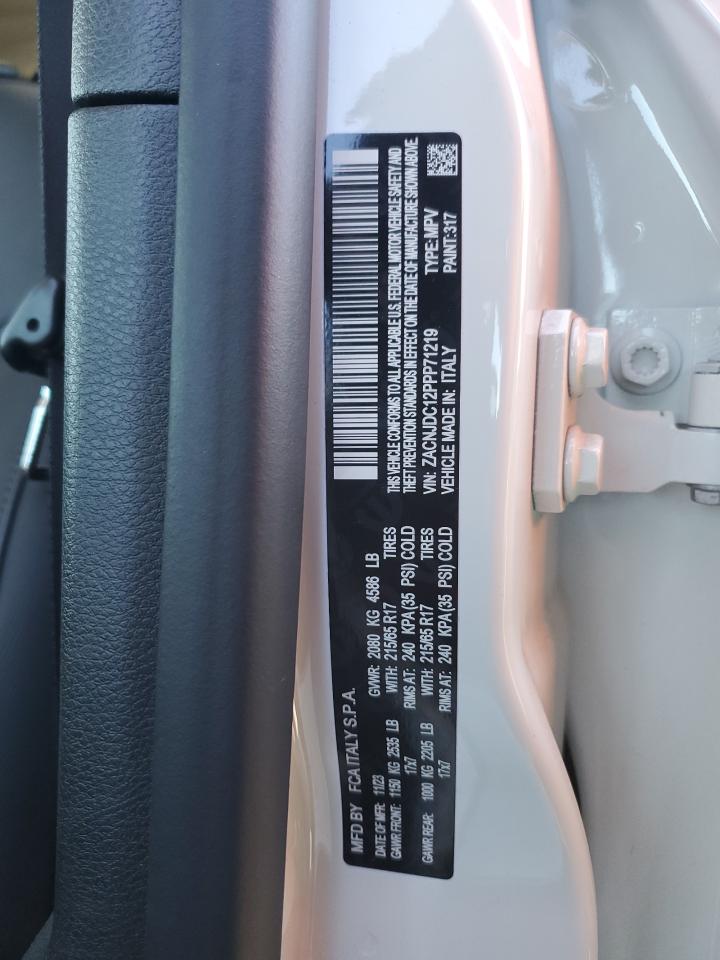 MFD BY FCA ITALY S.P.A.
DATE OF MFR: 11/23 GVWR: 2080 KG 4586 LB
GAWR FRONT: 1150 KG 2535 LB WITH: 215/65 R17 TIRES
17x7 RIMS AT: 240 KPA(35 PSI) COLD
GAWR REAR: 1000 KG 2205 LB WITH: 215/65 R17 TIRES
17x7 RIMS AT: 240 KPA(35 PSI) COLD
THIS VEHICLE CONFORMS TO ALL APPLICABLE U.S. FEDERAL MOTOR VEHICLE SAFETY AND
THEFT PREVENTION STANDARDS IN EFFECT ON THE DATE OF MANUFACTURE SHOWN ABOVE.
VIN: ZACNJDC12PPP71219 TYPE:MPV
VEHICLE MADE IN: ITALY PAINT:317